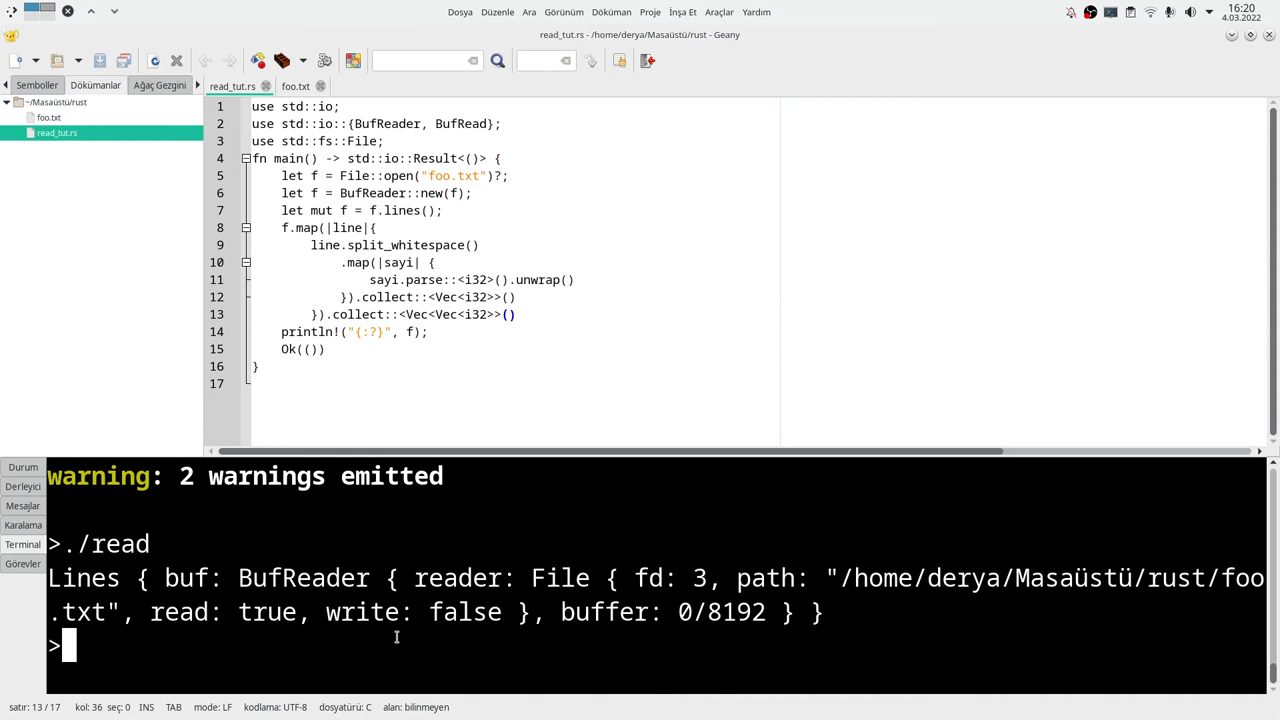 16:20
4.03.2022
Dosya Düzenle Ara Görünüm Döküman Proje İnşa Et Araçlar Yardım
read_tut.rs - /home/derya/Masaüstü/rust - Geany
Semboller Dökümanlar Ağaç Gezgini
read_tut.rs foo.txt
~/Masaüstü/rust
foo.txt
read_tut.rs
1 use std::io;
2 use std::io::{BufReader, BufRead};
3 use std::fs::File;
4 fn main() -> std::io::Result<()> {
5 let f = File::open("foo.txt")?;
6 let f = BufReader::new(f);
7 let mut f = f.lines();
8 f.map(|line|{
9 line.split_whitespace()
10 .map(|sayi| {
11 sayi.parse::<i32>().unwrap()
12 }).collect::<Vec<i32>>()
13 }).collect::<Vec<Vec<i32>>()
14 println!("{:?}", f);
15 Ok(())
16 }
17
Durum
Derleyici
Mesajlar
Karalama
Terminal
Görevler
warning: 2 warnings emitted
>./read
Lines { buf: BufReader { reader: File { fd: 3, path: "/home/derya/Masaüstü/rust/foo
.txt", read: true, write: false }, buffer: 0/8192 } }
>
satır: 13 / 17 kol: 36 seç: 0 INS TAB mode: LF kodlama: UTF-8 dosyatürü: C alan: bilinmeyen